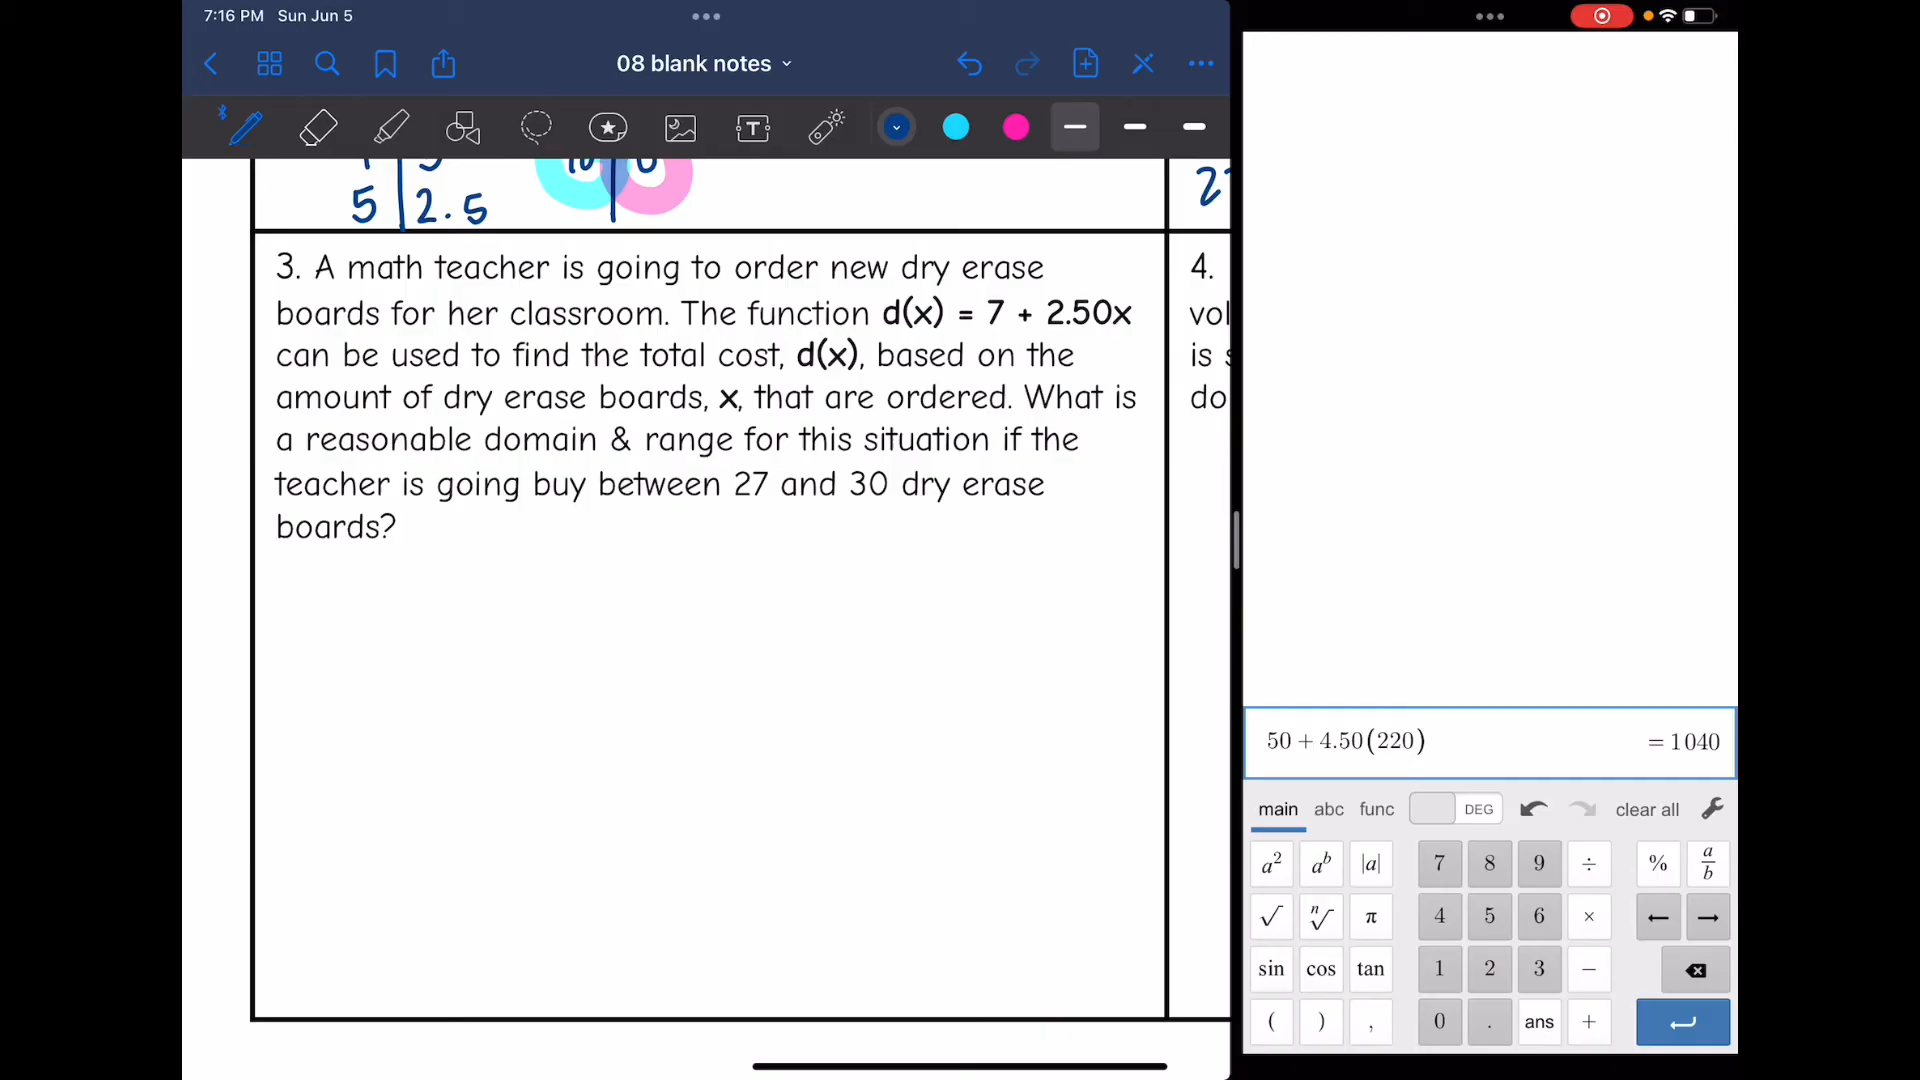 7:16 PM Sun Jun 5
08 blank notes
T
5 2.5
3. A math teacher is going to order new dry erase
boards for her classroom. The function d(x) = 7 + 2.50x
can be used to find the total cost, d(x), based on the
amount of dry erase boards, x, that are ordered. What is
a reasonable domain & range for this situation if the
teacher is going buy between 27 and 30 dry erase
boards?
4.
vol
is
do
50 + 4.50(220) = 1040
main abc func DEG clear all
a² aᵇ |a| 7 8 9 ÷ % a/b
√ ⁿ√ π 4 5 6 × ← →
sin cos tan 1 2 3 −
( ) , 0 . ans +